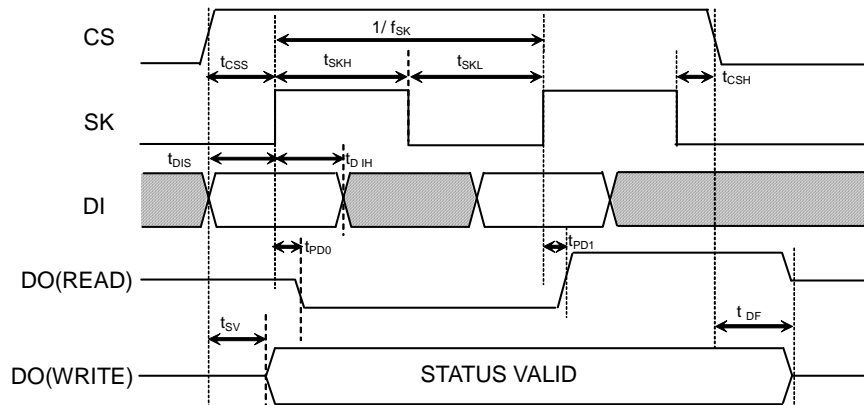 CS
1/ fSK
tCSS
tSKH
tSKL
tCSH
SK
tDIS
tD IH
DI
tPD0
tPD1
DO(READ)
tSV
t DF
DO(WRITE)
STATUS VALID